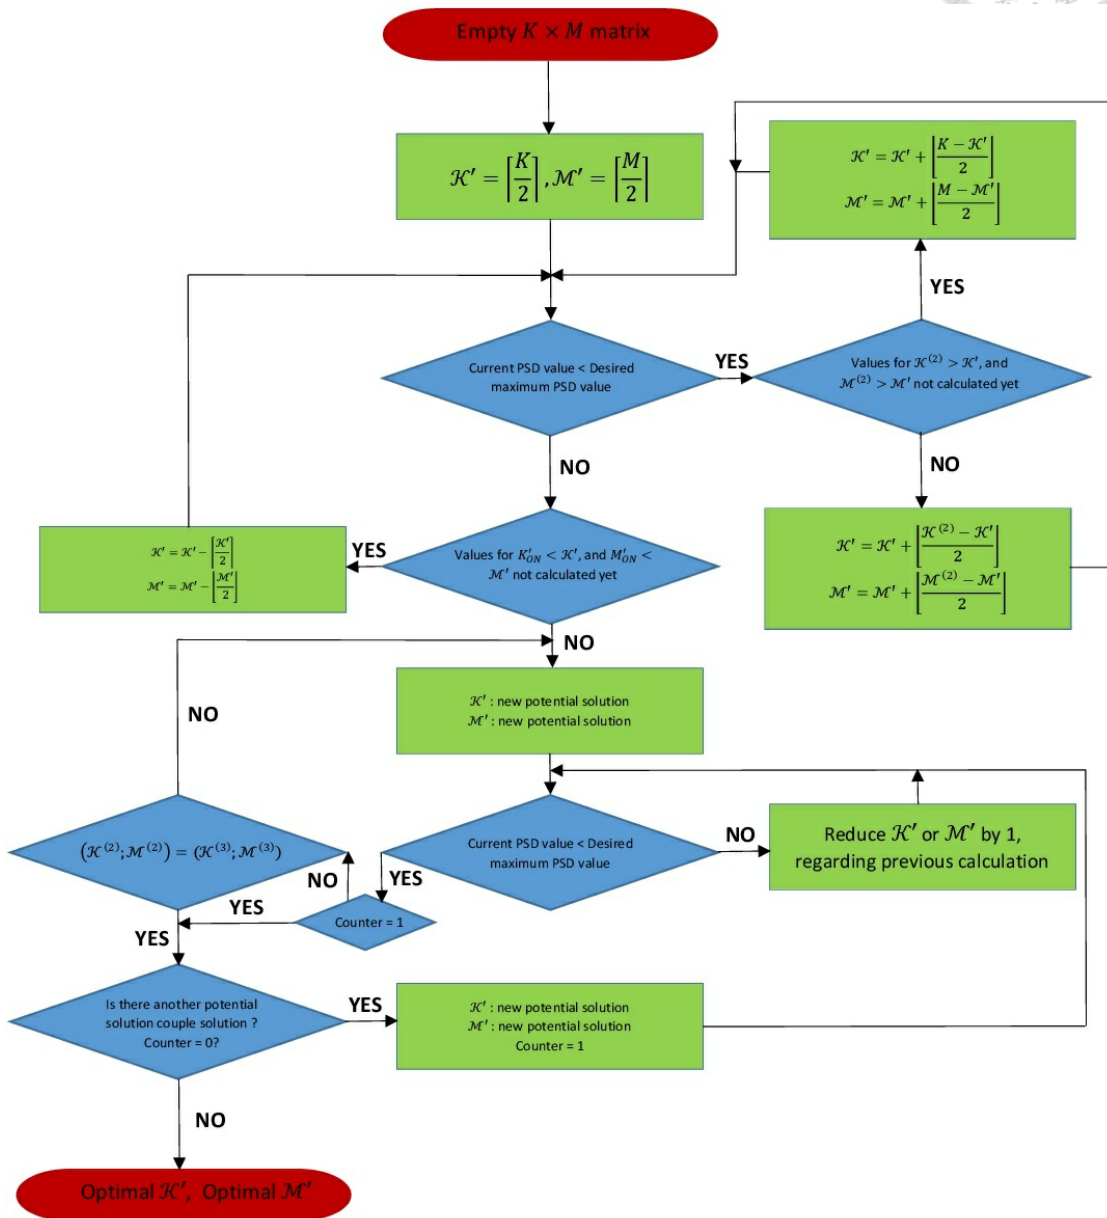 Empty K × M matrix
𝒦′ = ⌈K/2⌉, ℳ′ = ⌈M/2⌉
𝒦′ = 𝒦′ + ⌊(K − 𝒦′)/2⌋
ℳ′ = ℳ′ + ⌊(M − ℳ′)/2⌋
YES
Current PSD value < Desired
maximum PSD value
YES
Values for 𝒦⁽²⁾ > 𝒦′, and
ℳ⁽²⁾ > ℳ′ not calculated yet
NO
NO
𝒦′ = 𝒦′ − ⌈𝒦′/2⌉
ℳ′ = ℳ′ − ⌊ℳ′/2⌋
YES
Values for K′_ON < 𝒦′, and M′_ON <
ℳ′ not calculated yet
𝒦′ = 𝒦′ + ⌊(𝒦⁽²⁾ − 𝒦′)/2⌋
ℳ′ = ℳ′ + ⌊(ℳ⁽²⁾ − ℳ′)/2⌋
NO
𝒦′ : new potential solution
ℳ′ : new potential solution
NO
(𝒦⁽²⁾; ℳ⁽²⁾) = (𝒦⁽³⁾; ℳ⁽³⁾)
Current PSD value < Desired
maximum PSD value
NO
Reduce 𝒦′ or ℳ′ by 1,
regarding previous calculation
NO
YES
YES
Counter = 1
YES
Is there another potential
solution couple solution ?
Counter = 0?
YES
𝒦′ : new potential solution
ℳ′ : new potential solution
Counter = 1
NO
Optimal 𝒦′, Optimal ℳ′